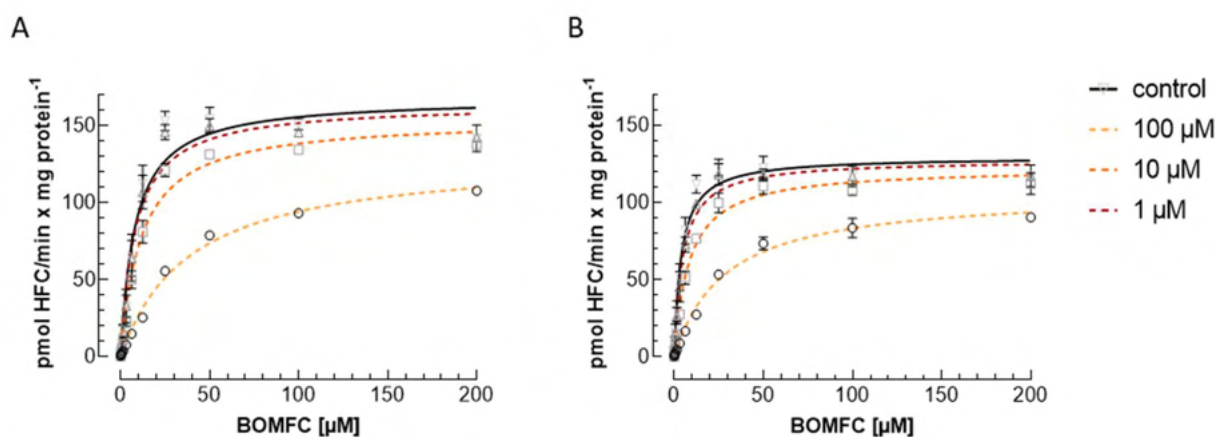 A
B
pmol HFC/min x mg protein⁻¹
150
100
50
0
0 50 100 150 200
BOMFC [µM]
pmol HFC/min x mg protein⁻¹
150
100
50
0
0 50 100 150 200
BOMFC [µM]
control
100 µM
10 µM
1 µM